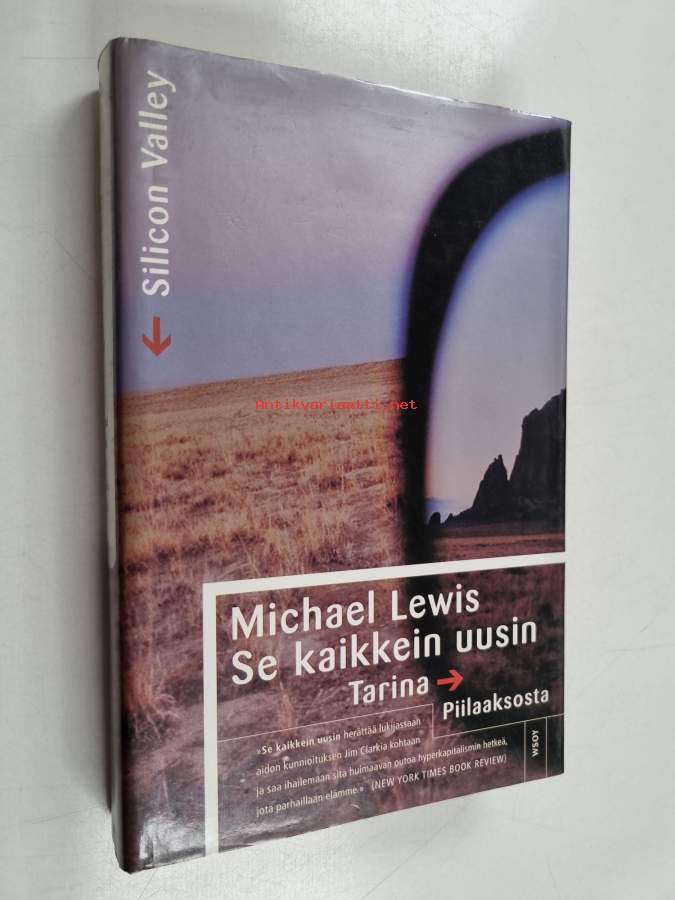 Silicon Valley
Antikvariaatti.net
Michael Lewis
Se kaikkein uusin
Tarina →
Piilaaksosta
»Se kaikkein uusin herättää lukijassaan
aidon kunnioituksen Jim Clarkia kohtaan
ja saa ihailemaan sitä huimaavan outoa hyperkapitalismin hetkeä,
jota parhaillaan elämme.» (NEW YORK TIMES BOOK REVIEW)
WSOY